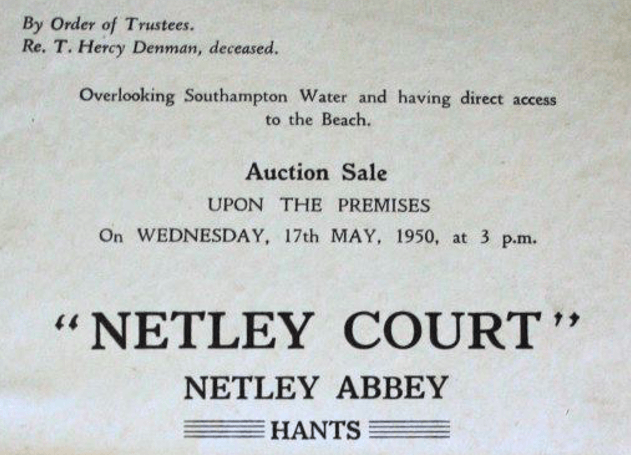 By Order of Trustees.
Re. T. Hercy Denman, deceased.
Overlooking Southampton Water and having direct access
to the Beach.
Auction Sale
UPON THE PREMISES
On WEDNESDAY, 17th MAY, 1950, at 3 p.m.
“NETLEY COURT”
NETLEY ABBEY
HANTS